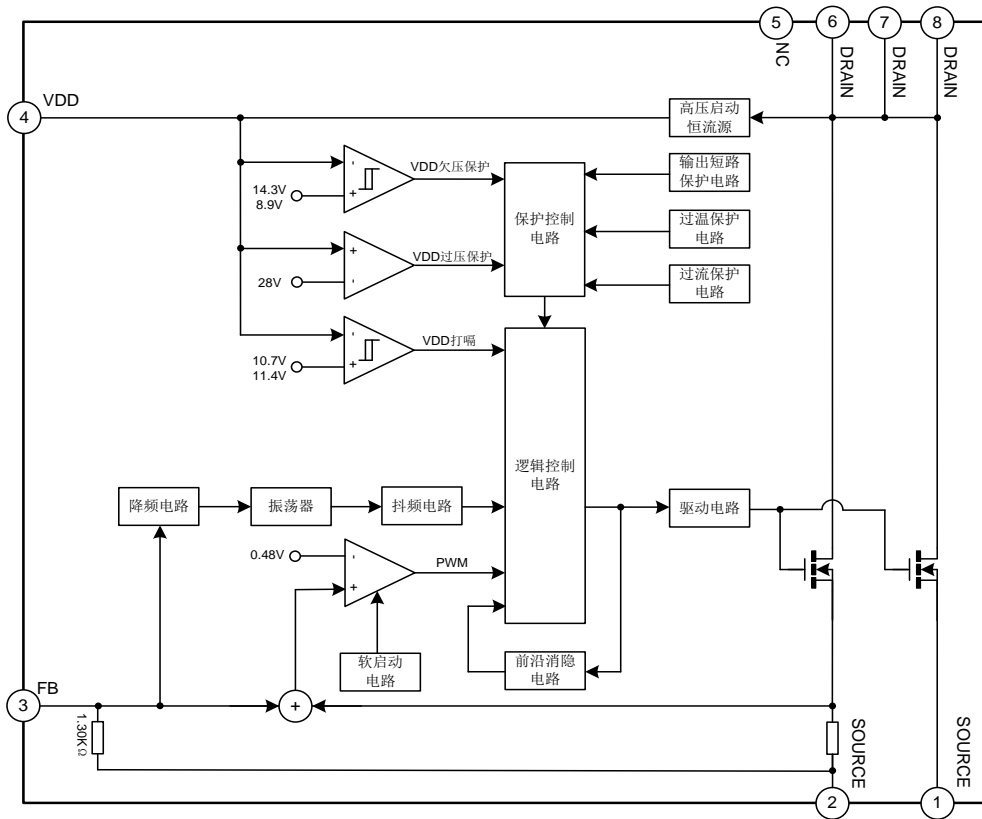 5
6
7
8
NC
DRAIN
DRAIN
DRAIN
4
VDD
高压启动
恒流源
VDD欠压保护
14.3V
8.9V
-
+
输出短路
保护电路
保护控制
电路
过温保护
电路
+
-
VDD过压保护
28V
过流保护
电路
-
+
VDD打嗝
10.7V
11.4V
逻辑控制
电路
降频电路
振荡器
抖频电路
驱动电路
0.48V
-
+
PWM
软启动
电路
前沿消隐
电路
3
FB
+
1.30KΩ
SOURCE
SOURCE
2
1